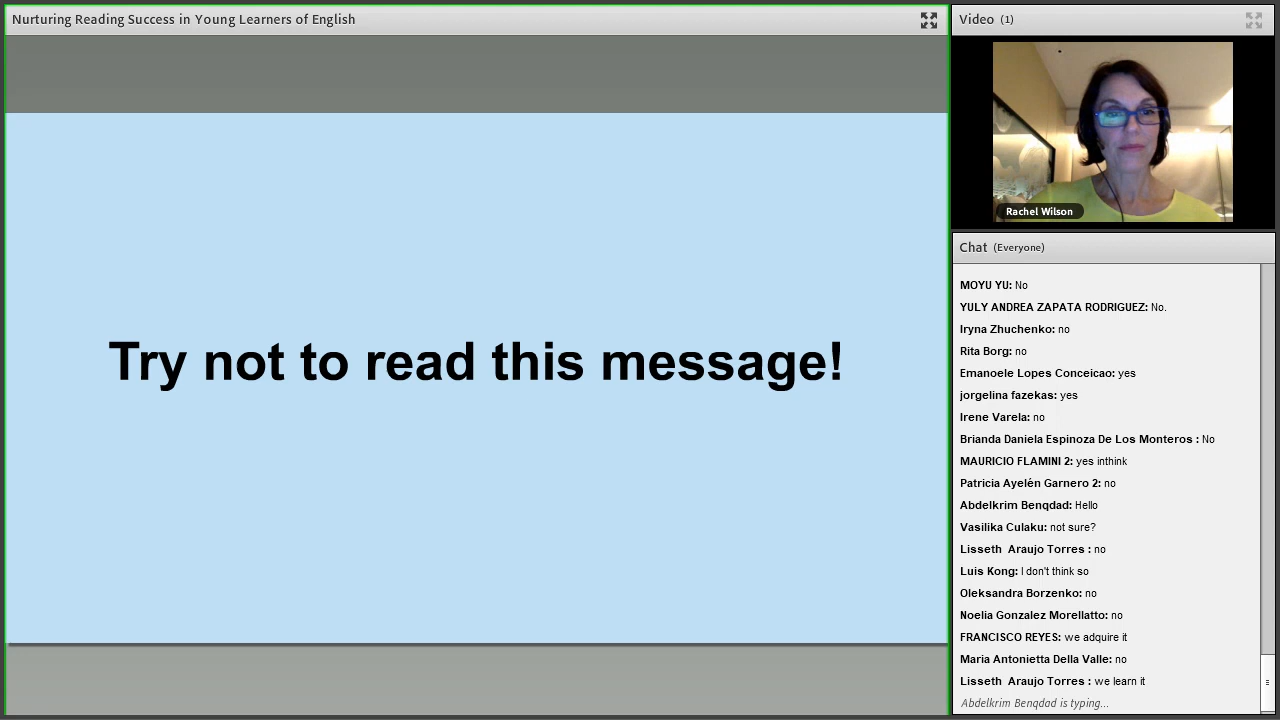 Nurturing Reading Success in Young Learners of English
Try not to read this message!
Video (1)
Rachel Wilson
Chat (Everyone)
MOYU YU: No
YULY ANDREA ZAPATA RODRIGUEZ: No.
Iryna Zhuchenko: no
Rita Borg: no
Emanoele Lopes Conceicao: yes
jorgelina fazekas: yes
Irene Varela: no
Brianda Daniela Espinoza De Los Monteros : No
MAURICIO FLAMINI 2: yes inthink
Patricia Ayelén Garnero 2: no
Abdelkrim Benqdad: Hello
Vasilika Culaku: not sure?
Lisseth Araujo Torres : no
Luis Kong: I don't think so
Oleksandra Borzenko: no
Noelia Gonzalez Morellatto: no
FRANCISCO REYES: we adquire it
Maria Antonietta Della Valle: no
Lisseth Araujo Torres : we learn it
Abdelkrim Benqdad is typing...